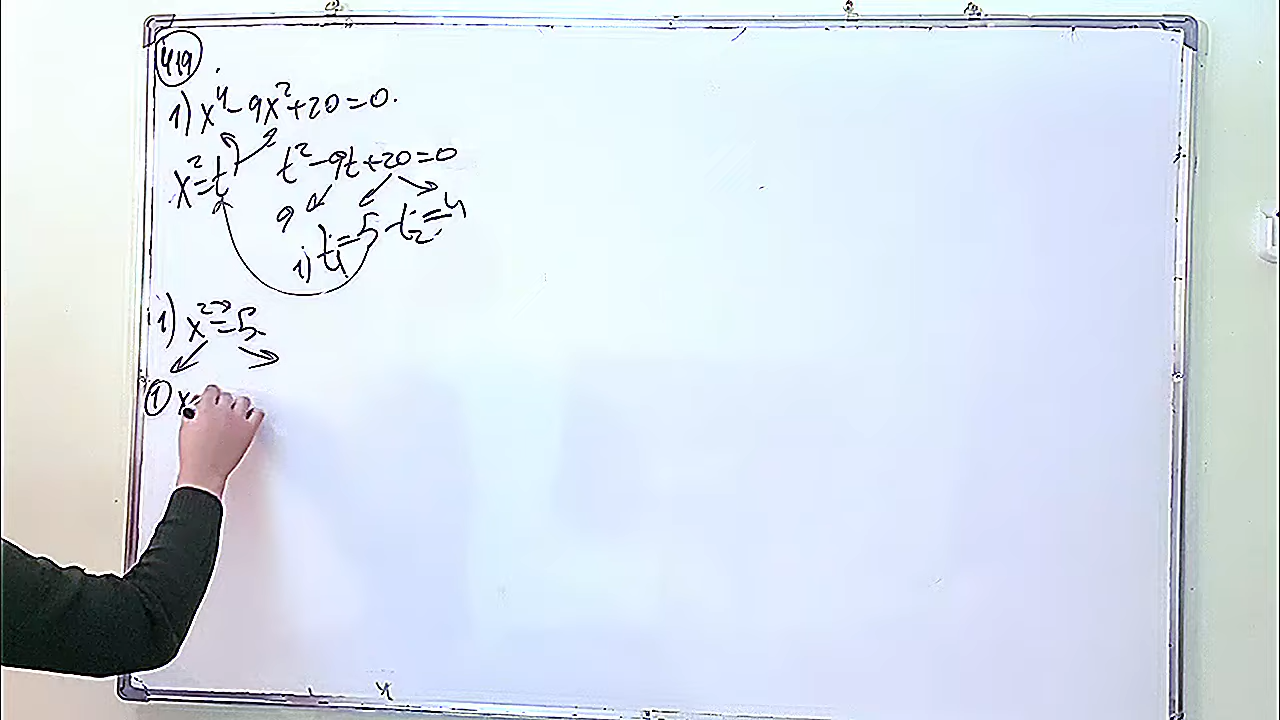 419
1) x⁴ - 9x² + 20 = 0.
x² = t   t² - 9t + 20 = 0
9   1) t₁ = 5   t₂ = 4
1) x² = 5
① x =